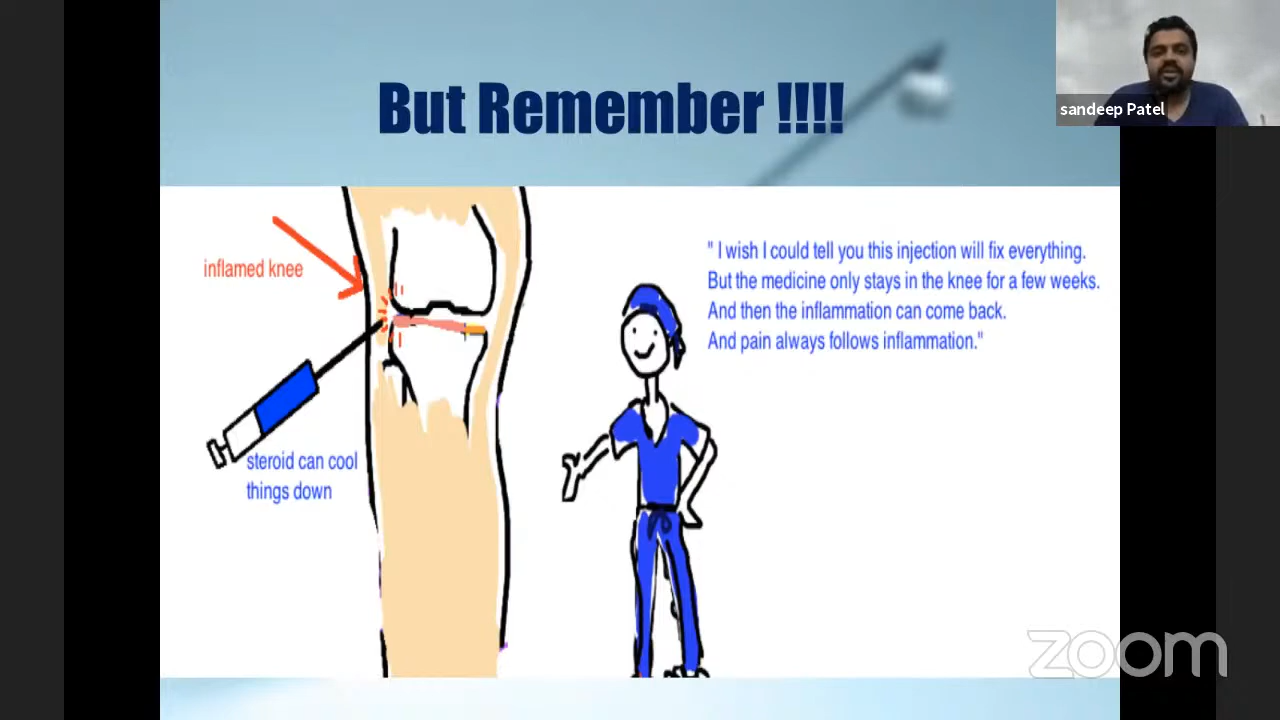 But Remember !!!!
sandeep Patel
inflamed knee
" I wish I could tell you this injection will fix everything.
But the medicine only stays in the knee for a few weeks.
And then the inflammation can come back.
And pain always follows inflammation."
steroid can cool
things down
zoom